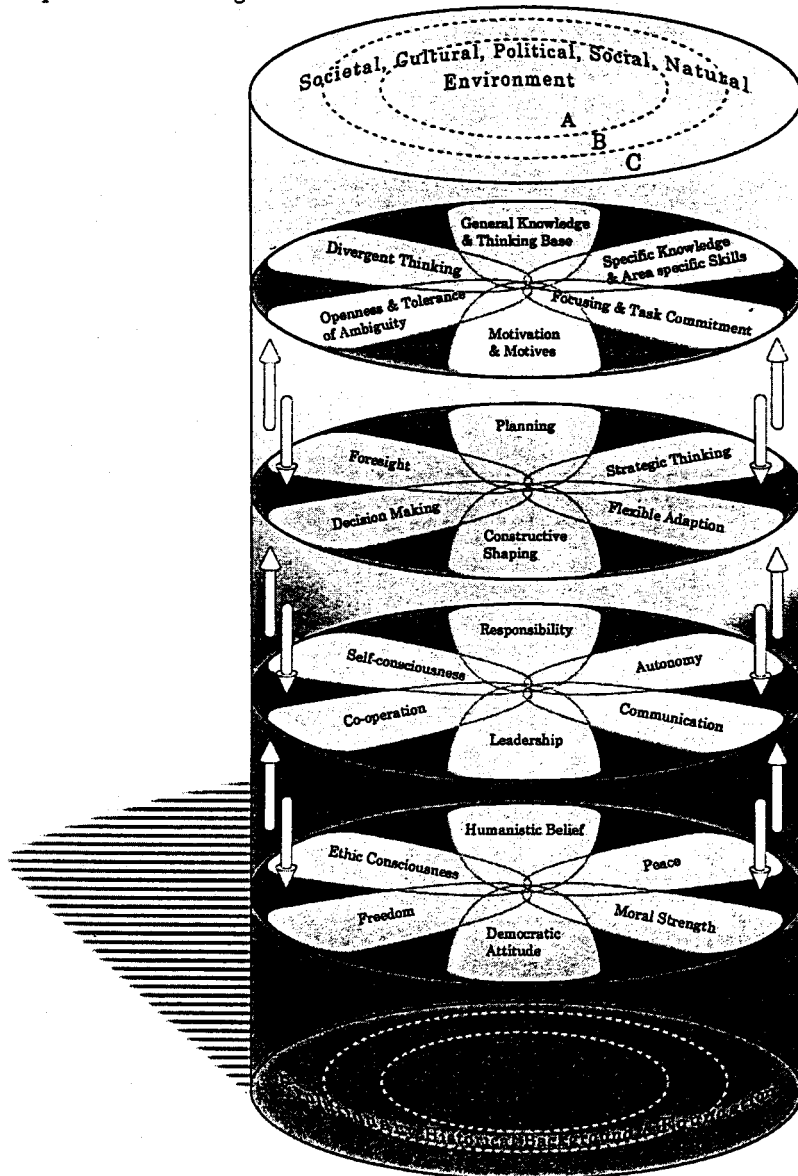 Societal, Cultural, Political, Social, Natural
Environment
A
B
C
General Knowledge
& Thinking Base
Divergent Thinking
Specific Knowledge
& Area specific Skills
Openness & Tolerance
of Ambiguity
Focusing & Task Commitment
Motivation
& Motives
Planning
Foresight
Strategic Thinking
Decision Making
Flexible Adaption
Constructive
Shaping
Responsibility
Self-consciousness
Autonomy
Co-operation
Communication
Leadership
Humanistic Belief
Ethic Consciousness
Peace
Freedom
Moral Strength
Democratic
Attitude
Historical Background